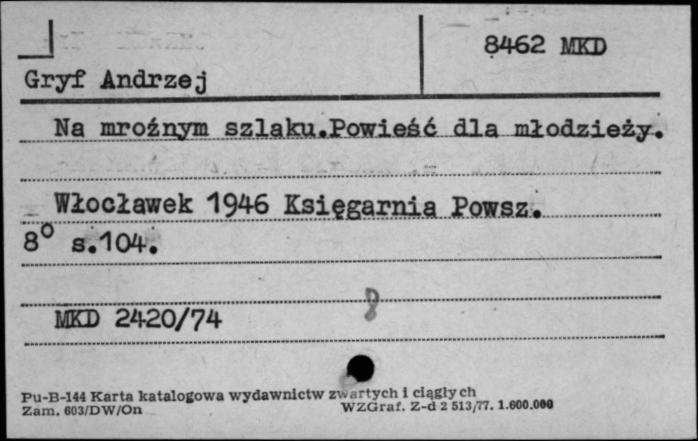 8462 MKD
Gryf Andrzej
Na mroźnym szlaku.Powieść dla młodzieży.
Włocławek 1946 Księgarnia Powsz.
8° s.104.
MKD 2420/74
Pu-B-144 Karta katalogowa wydawnictw zwartych i ciągłych
Zam. 603/DW/On WZGraf. Z-d 2 513/77. 1.600.000